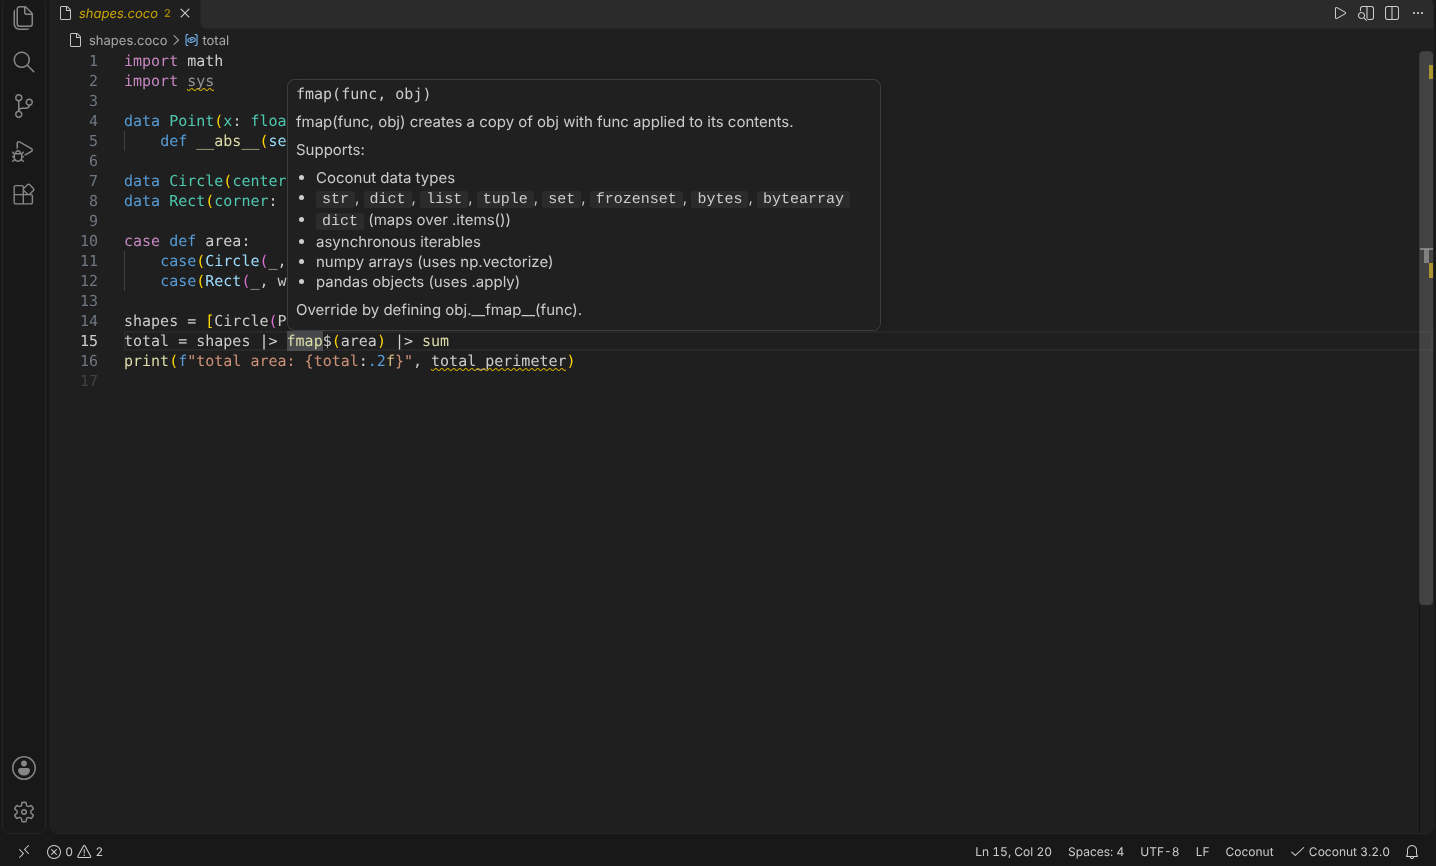 shapes.coco 2
shapes.coco > total
1 import math
2 import sys
3
4 data Point(x: floa
5 def __abs__(se
6
7 data Circle(center
8 data Rect(corner:
9
10 case def area:
11 case(Circle(_,
12 case(Rect(_, w
13
14 shapes = [Circle(P
15 total = shapes |> fmap$(area) |> sum
16 print(f"total area: {total:.2f}", total_perimeter)
17
fmap(func, obj)
fmap(func, obj) creates a copy of obj with func applied to its contents.
Supports:
• Coconut data types
• str, dict, list, tuple, set, frozenset, bytes, bytearray
• dict (maps over .items())
• asynchronous iterables
• numpy arrays (uses np.vectorize)
• pandas objects (uses .apply)
Override by defining obj.__fmap__(func).
0 2 Ln 15, Col 20 Spaces: 4 UTF-8 LF Coconut Coconut 3.2.0